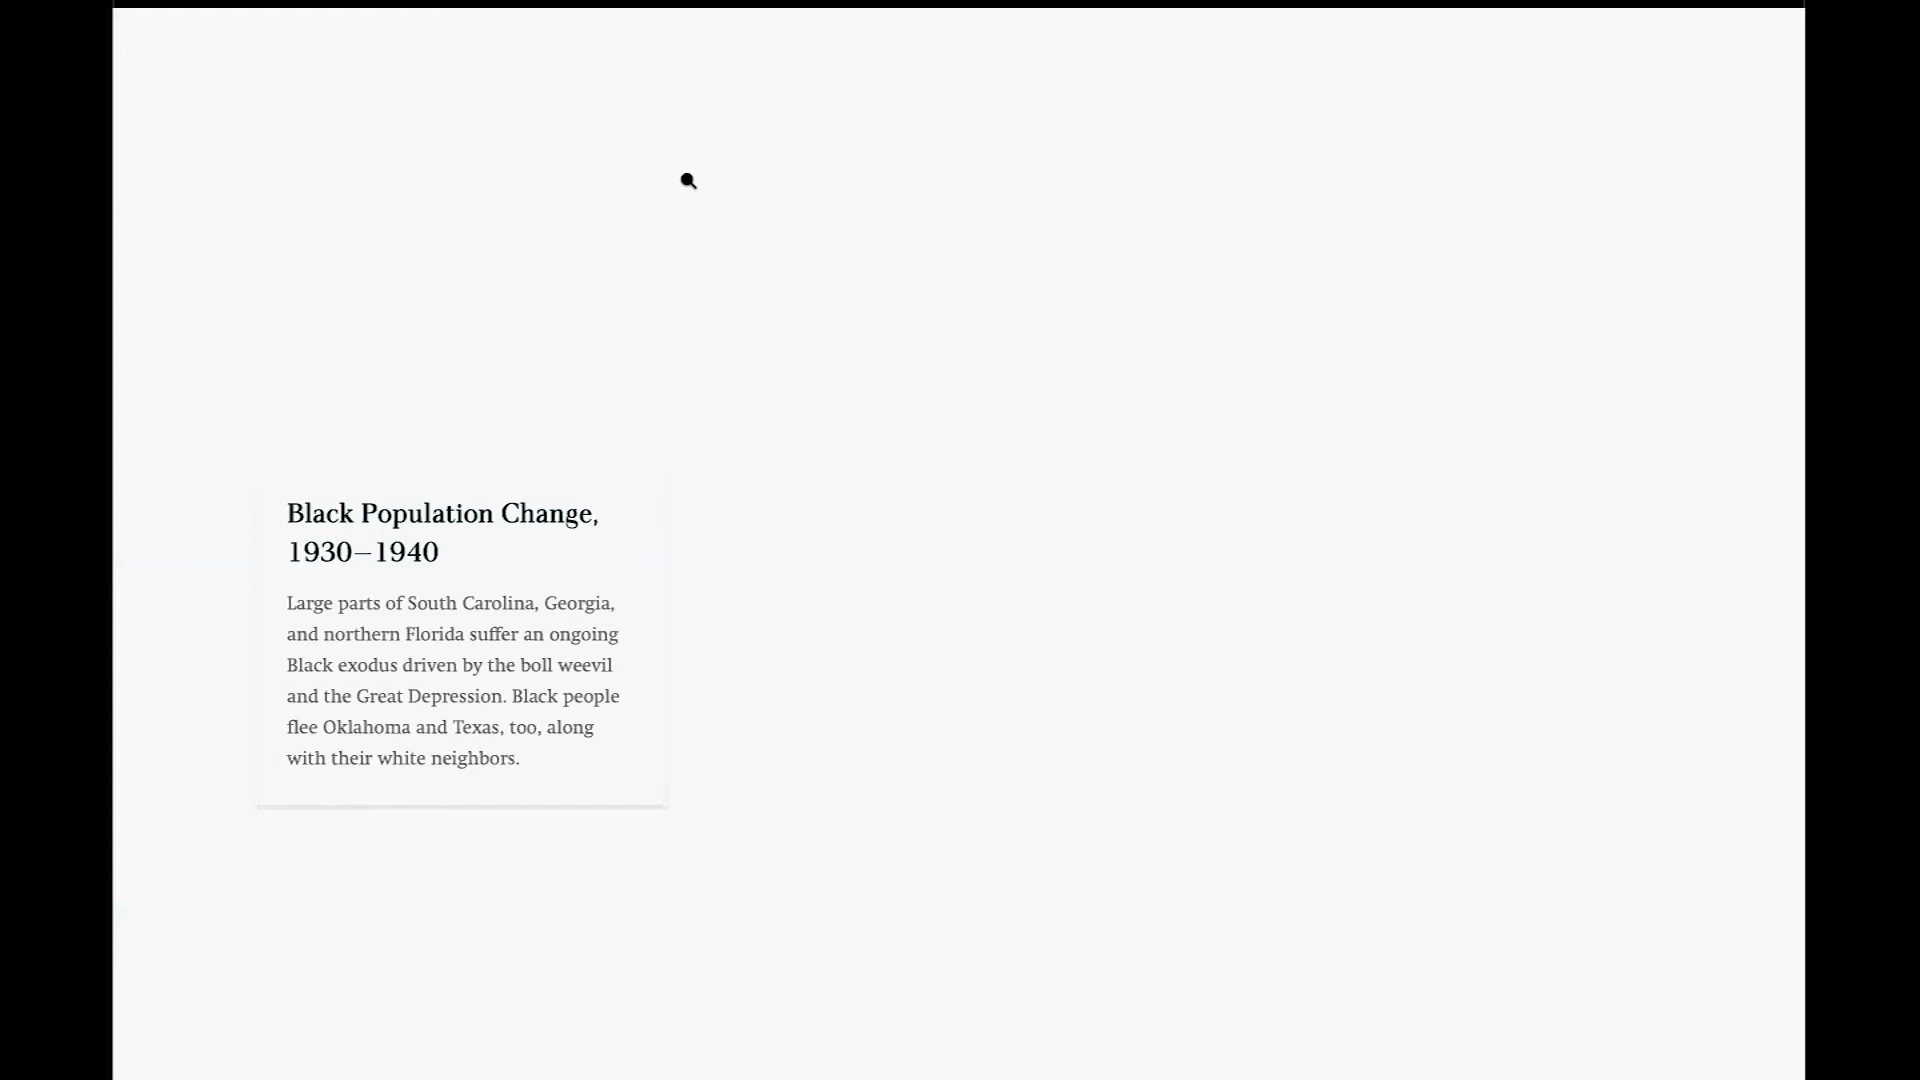 Black Population Change,
1930–1940
Large parts of South Carolina, Georgia,
and northern Florida suffer an ongoing
Black exodus driven by the boll weevil
and the Great Depression. Black people
flee Oklahoma and Texas, too, along
with their white neighbors.